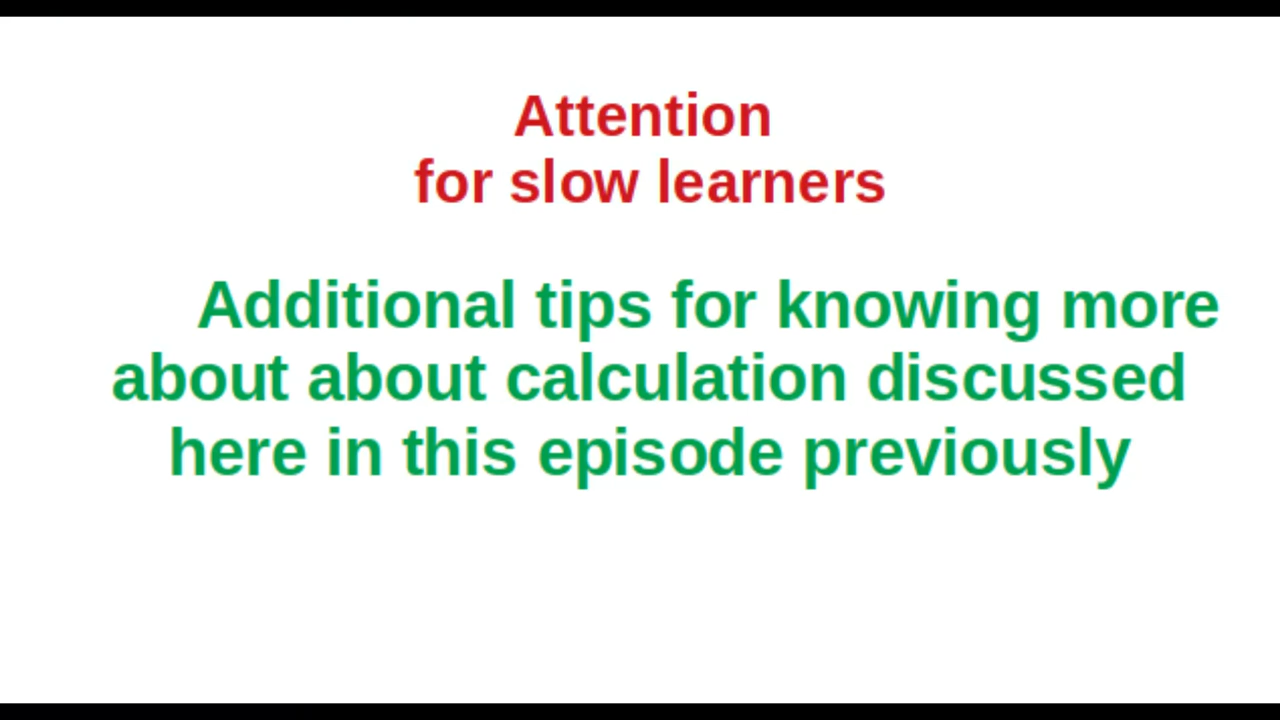 Attention
for slow learners
Additional tips for knowing more
about about calculation discussed
here in this episode previously